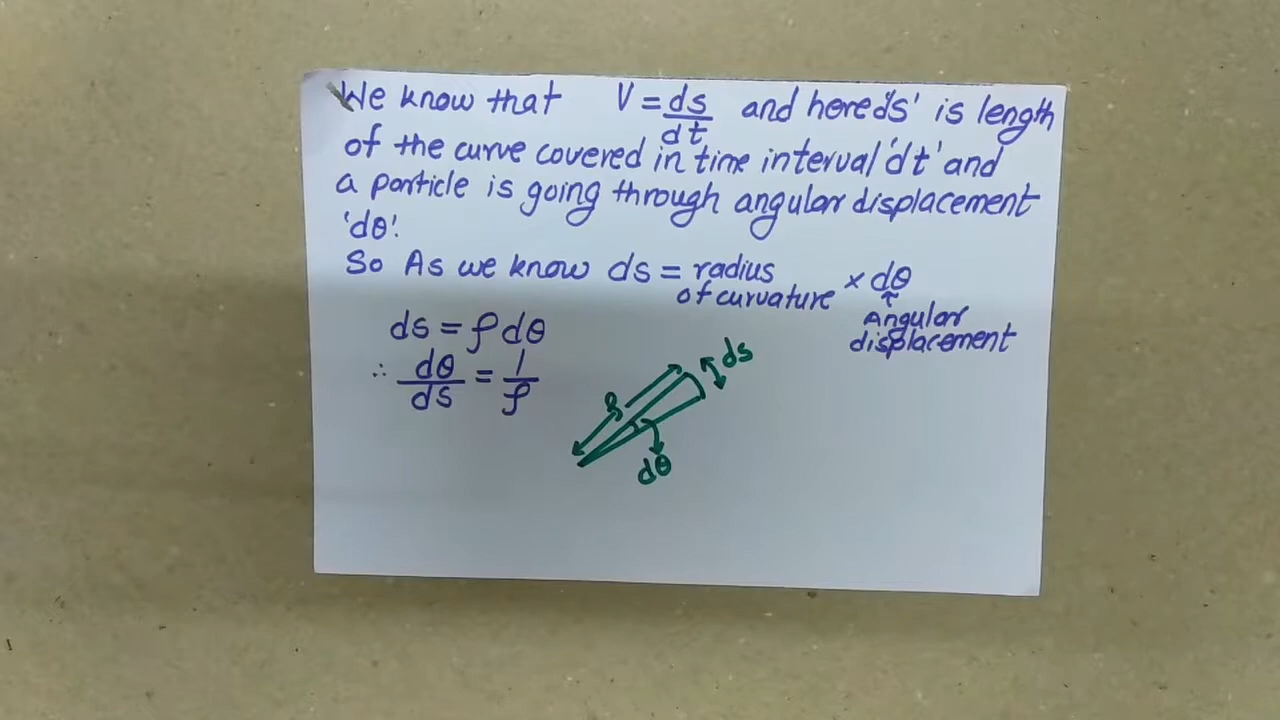 We know that V = ds/dt and here 'ds' is length
of the curve covered in time interval 'dt' and
a particle is going through angular displacement
'dθ'.
So As we know ds = radius of curvature × dθ
Angular displacement
ds = ρdθ
∴ dθ/ds = 1/ρ
ds
ρ
dθ